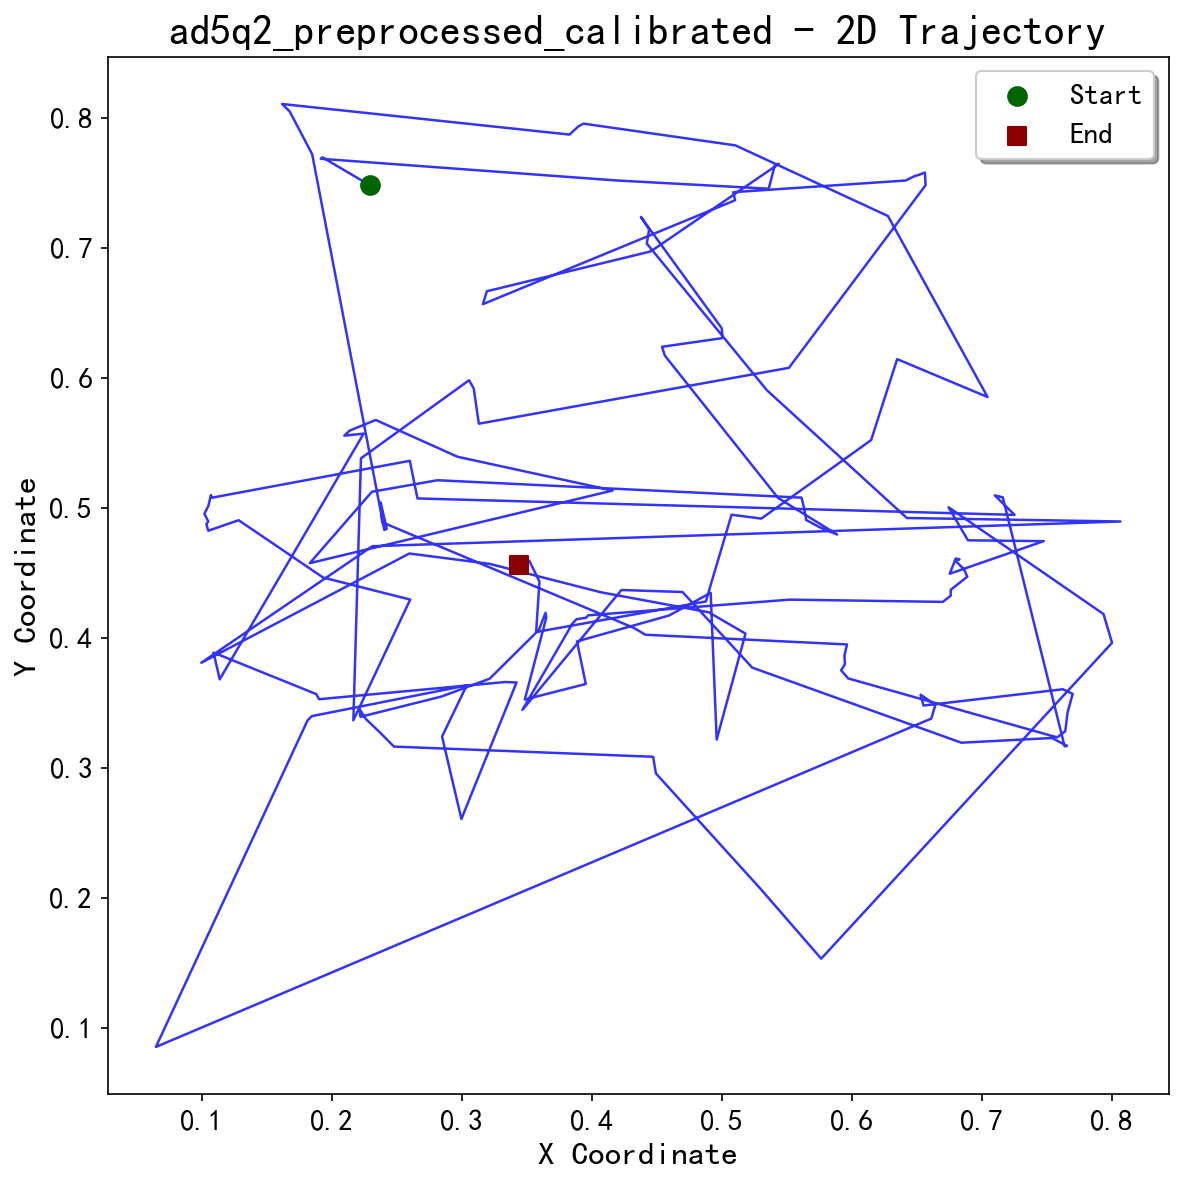 ad5q2_preprocessed_calibrated - 2D Trajectory
Start
End
0.8
0.7
0.6
0.5
0.4
0.3
0.2
0.1
Y Coordinate
0.1 0.2 0.3 0.4 0.5 0.6 0.7 0.8
X Coordinate